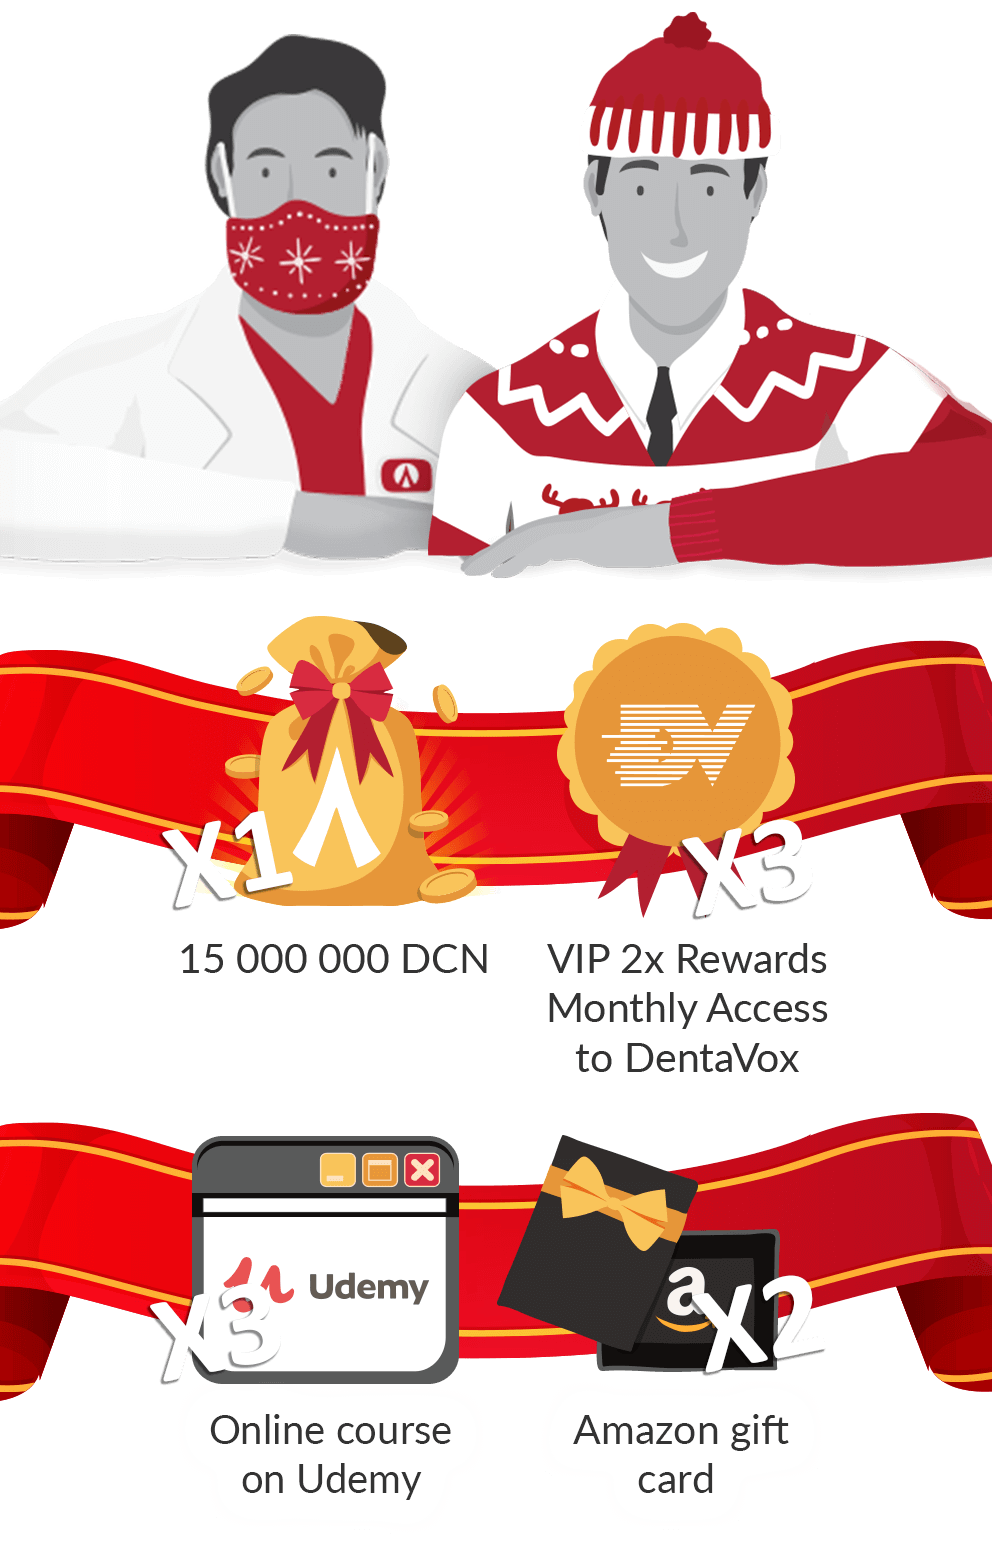 X1
X3
15 000 000 DCN
VIP 2x Rewards
Monthly Access
to DentaVox
Udemy
X3
a
X2
Online course
on Udemy
Amazon gift
card